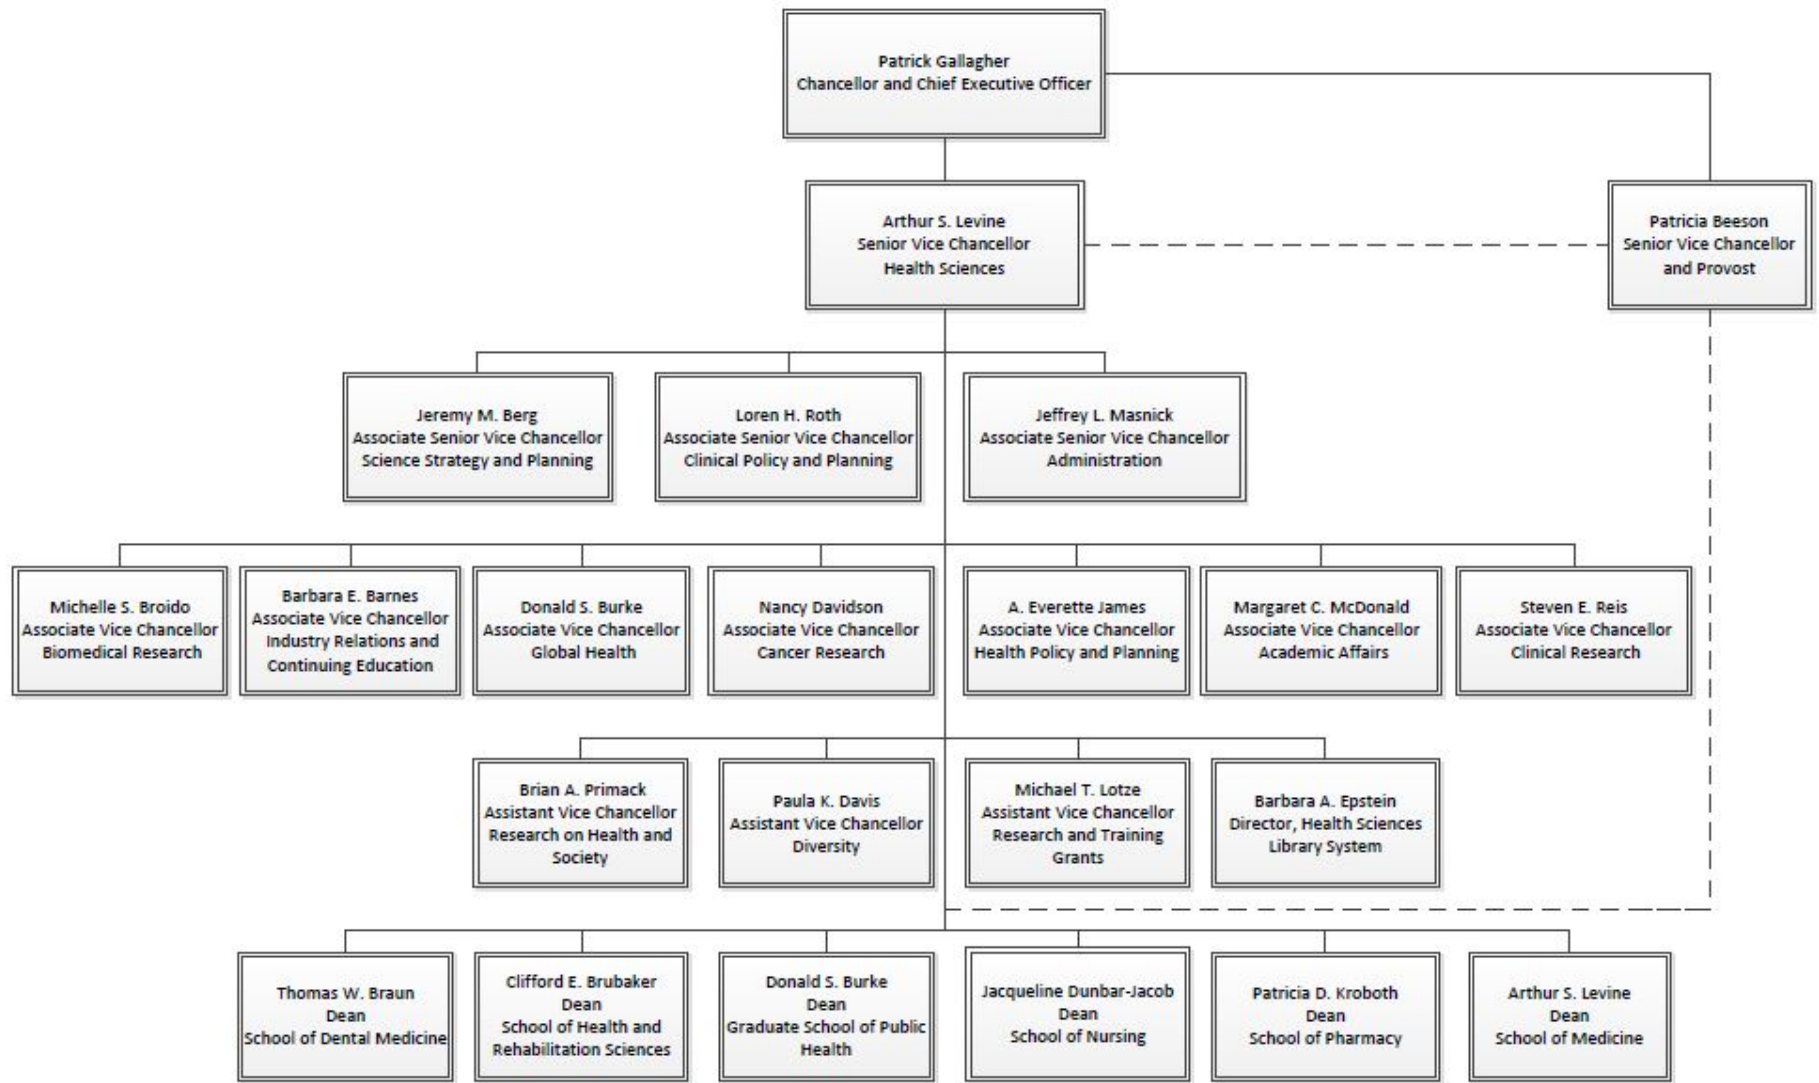 Patrick Gallagher
Chancellor and Chief Executive Officer
Arthur S. Levine
Senior Vice Chancellor
Health Sciences
Patricia Beeson
Senior Vice Chancellor
and Provost
Jeremy M. Berg
Associate Senior Vice Chancellor
Science Strategy and Planning
Loren H. Roth
Associate Senior Vice Chancellor
Clinical Policy and Planning
Jeffrey L. Masnick
Associate Senior Vice Chancellor
Administration
Michelle S. Broido
Associate Vice Chancellor
Biomedical Research
Barbara E. Barnes
Associate Vice Chancellor
Industry Relations and
Continuing Education
Donald S. Burke
Associate Vice Chancellor
Global Health
Nancy Davidson
Associate Vice Chancellor
Cancer Research
A. Everette James
Associate Vice Chancellor
Health Policy and Planning
Margaret C. McDonald
Associate Vice Chancellor
Academic Affairs
Steven E. Reis
Associate Vice Chancellor
Clinical Research
Brian A. Primack
Assistant Vice Chancellor
Research on Health and
Society
Paula K. Davis
Assistant Vice Chancellor
Diversity
Michael T. Lotze
Assistant Vice Chancellor
Research and Training
Grants
Barbara A. Epstein
Director, Health Sciences
Library System
Thomas W. Braun
Dean
School of Dental Medicine
Clifford E. Brubaker
Dean
School of Health and
Rehabilitation Sciences
Donald S. Burke
Dean
Graduate School of Public
Health
Jacqueline Dunbar-Jacob
Dean
School of Nursing
Patricia D. Kroboth
Dean
School of Pharmacy
Arthur S. Levine
Dean
School of Medicine